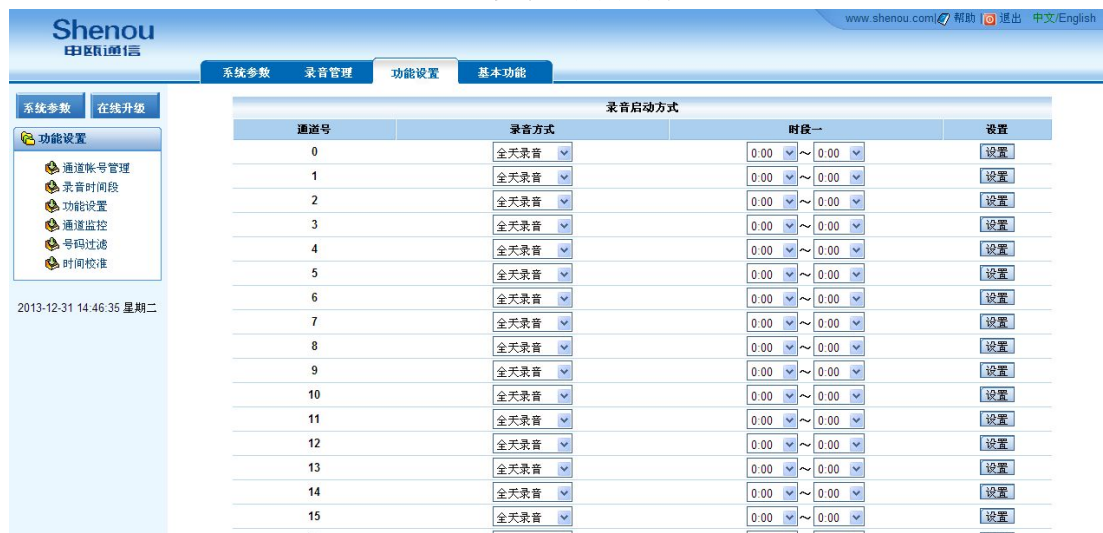 www.shenou.com|帮助|退出 中文/English
Shenou
申瓯通信
系统参数 录音管理 功能设置 基本功能
系统参数 在线升级
功能设置
通道帐号管理
录音时间段
功能设置
通道监控
号码过滤
时间校准
2013-12-31 14:46:35 星期二
录音启动方式
通道号 录音方式 时段一 设置
0 全天录音 0:00 ～ 0:00 设置
1 全天录音 0:00 ～ 0:00 设置
2 全天录音 0:00 ～ 0:00 设置
3 全天录音 0:00 ～ 0:00 设置
4 全天录音 0:00 ～ 0:00 设置
5 全天录音 0:00 ～ 0:00 设置
6 全天录音 0:00 ～ 0:00 设置
7 全天录音 0:00 ～ 0:00 设置
8 全天录音 0:00 ～ 0:00 设置
9 全天录音 0:00 ～ 0:00 设置
10 全天录音 0:00 ～ 0:00 设置
11 全天录音 0:00 ～ 0:00 设置
12 全天录音 0:00 ～ 0:00 设置
13 全天录音 0:00 ～ 0:00 设置
14 全天录音 0:00 ～ 0:00 设置
15 全天录音 0:00 ～ 0:00 设置